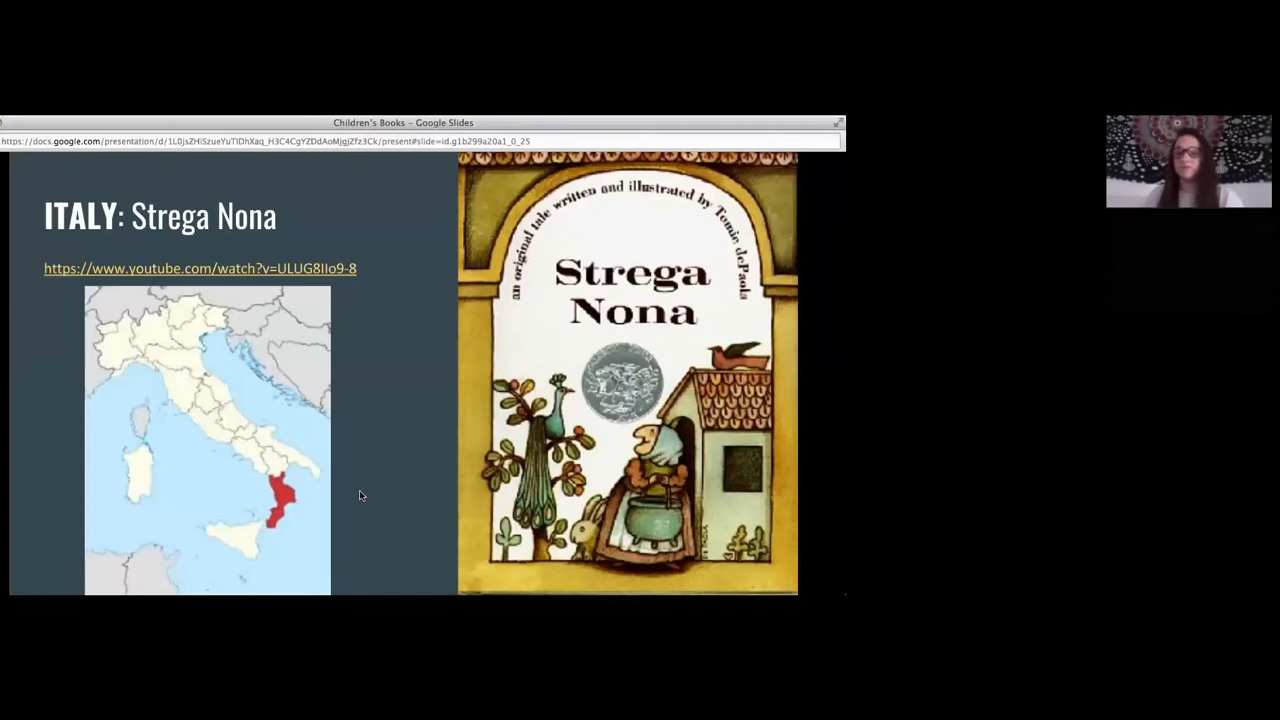 Children's Books - Google Slides
https://docs.google.com/presentation/d/1L0jsZHlSzueYuTlDhXaq_H3C4CgYZDdAoMjgjZfz3Ck/present#slide=id.g1b299a20a1_0_25
ITALY: Strega Nona
https://www.youtube.com/watch?v=ULUG8IIo9-8
an original tale written and illustrated by Tomie dePaola
Strega
Nona